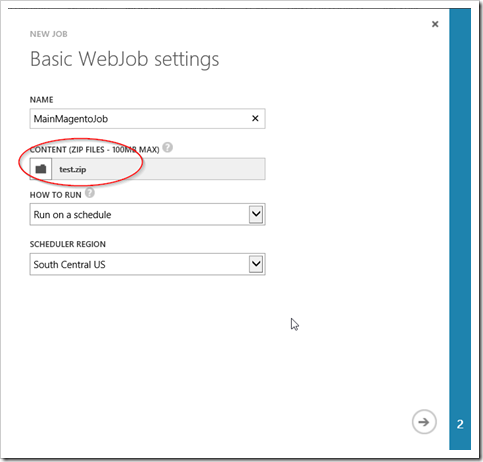 NEW JOB
Basic WebJob settings
NAME
MainMagentoJob
CONTENT (ZIP FILES - 100MB MAX) ?
test.zip
HOW TO RUN ?
Run on a schedule
SCHEDULER REGION
South Central US
2